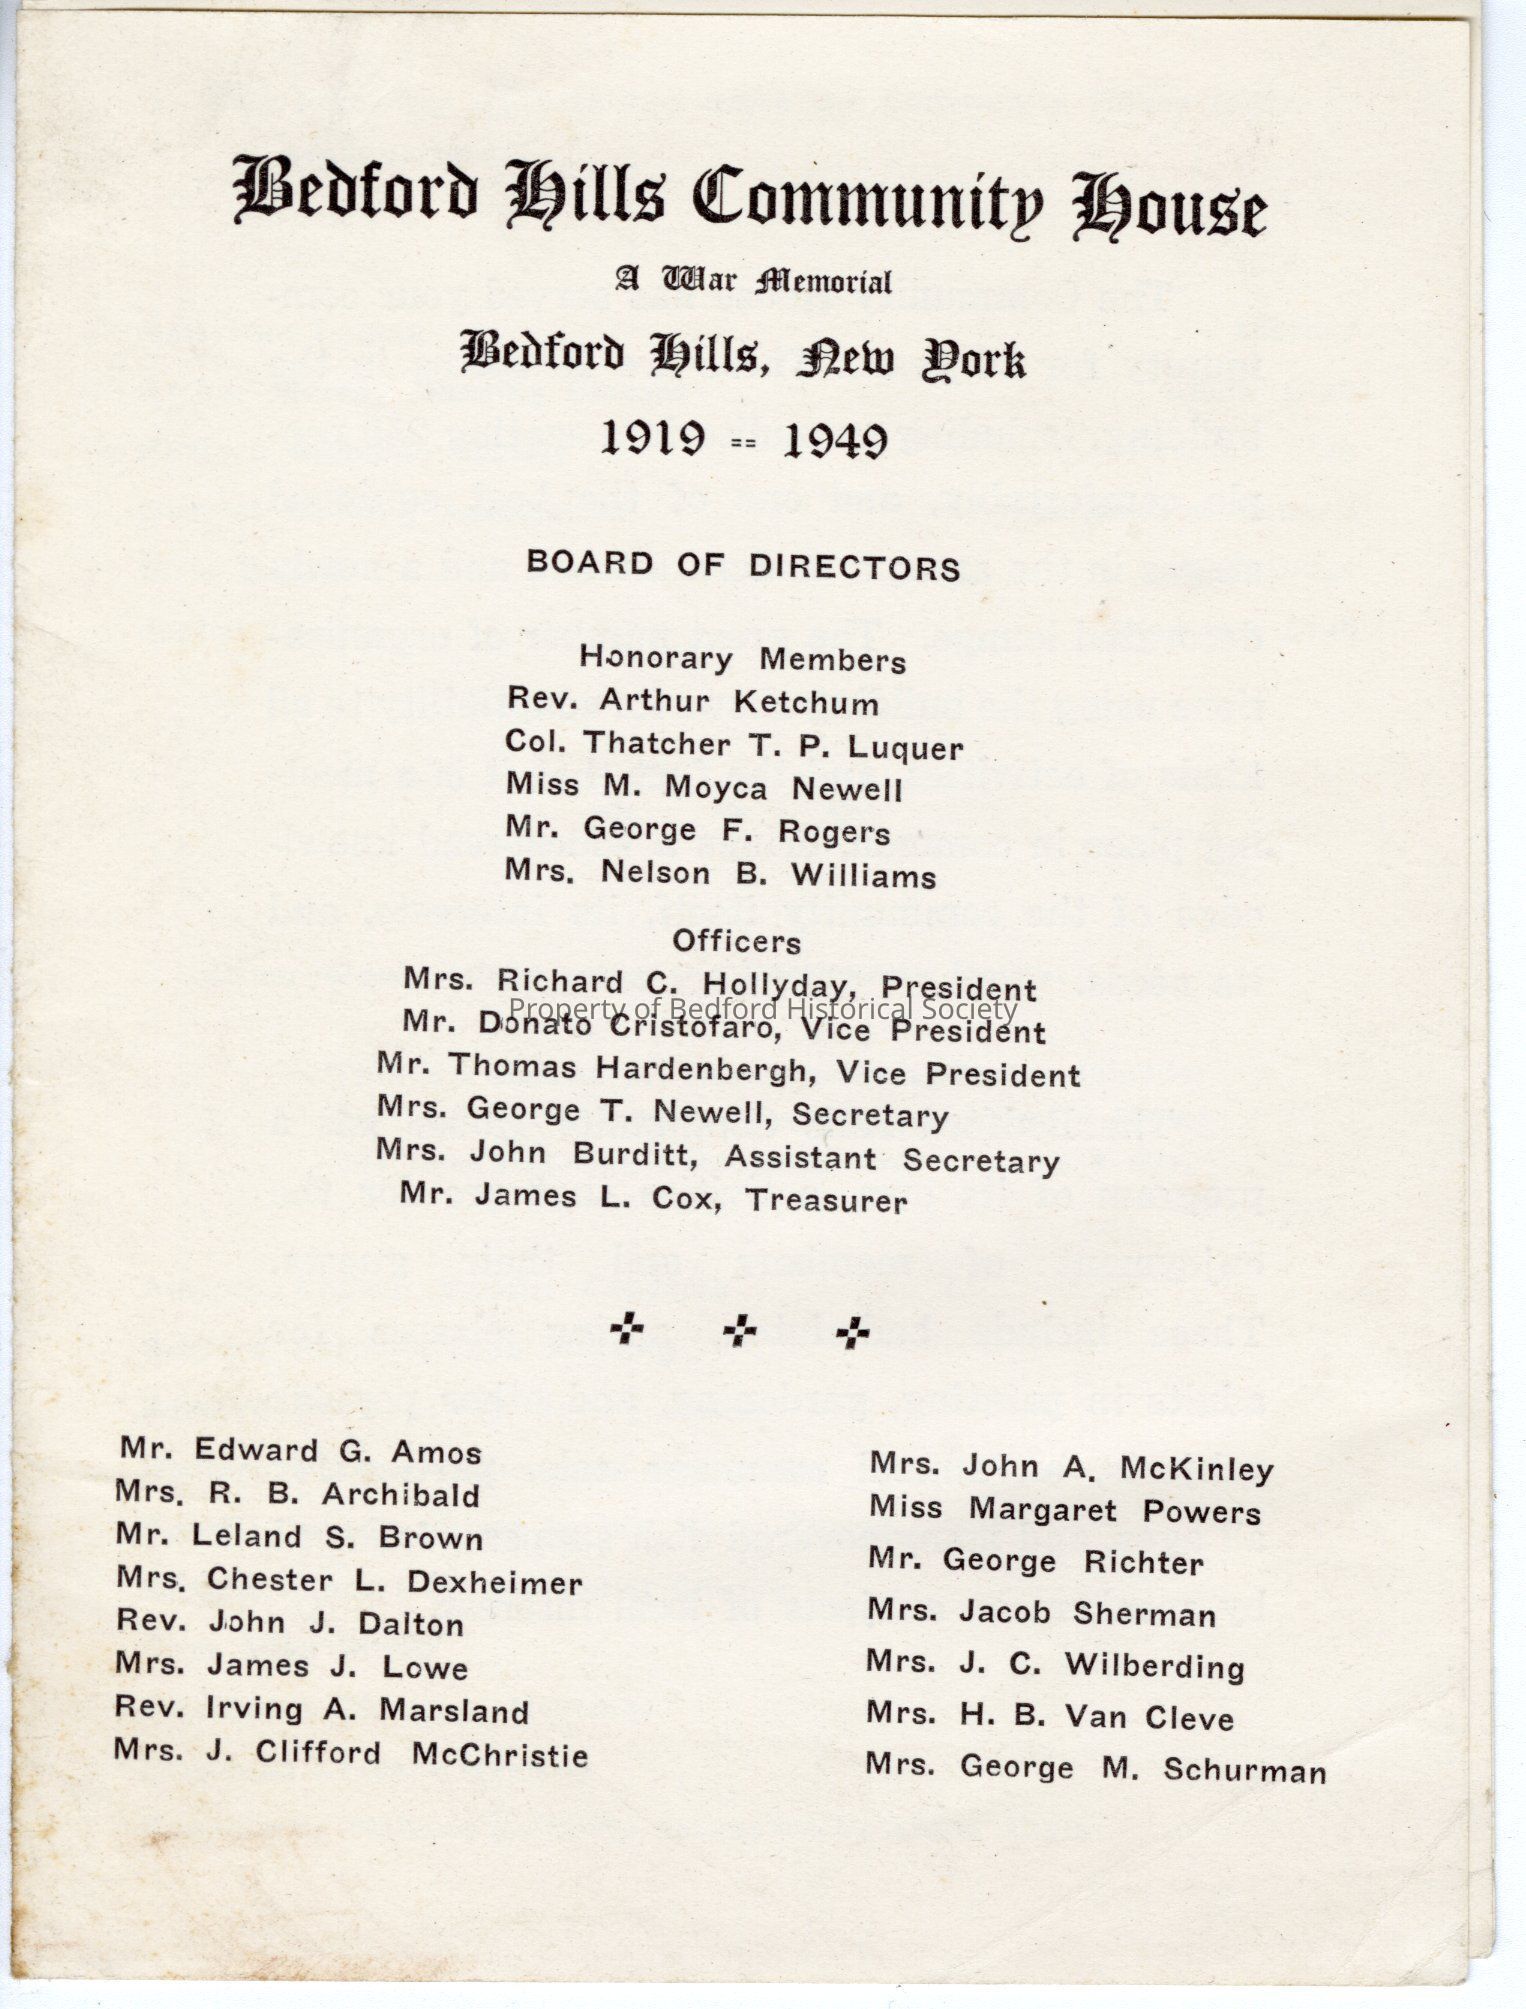 Bedford Hills Community House
A War Memorial
Bedford Hills, New York
1919 == 1949
BOARD OF DIRECTORS
Honorary Members
Rev. Arthur Ketchum
Col. Thatcher T. P. Luquer
Miss M. Moyca Newell
Mr. George F. Rogers
Mrs. Nelson B. Williams
Officers
Mrs. Richard C. Hollyday, President
Property of Bedford Historical Society
Mr. Donato Cristofaro, Vice President
Mr. Thomas Hardenbergh, Vice President
Mrs. George T. Newell, Secretary
Mrs. John Burditt, Assistant Secretary
Mr. James L. Cox, Treasurer
Mr. Edward G. Amos
Mrs. R. B. Archibald
Mr. Leland S. Brown
Mrs. Chester L. Dexheimer
Rev. John J. Dalton
Mrs. James J. Lowe
Rev. Irving A. Marsland
Mrs. J. Clifford McChristie
Mrs. John A. McKinley
Miss Margaret Powers
Mr. George Richter
Mrs. Jacob Sherman
Mrs. J. C. Wilberding
Mrs. H. B. Van Cleve
Mrs. George M. Schurman